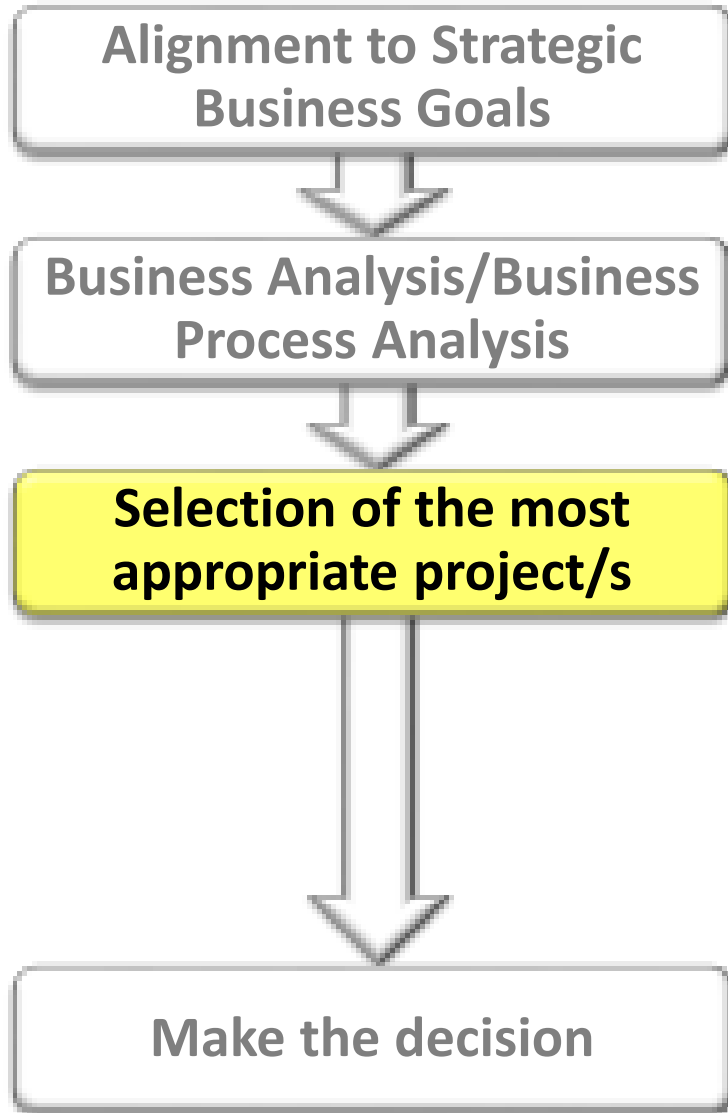 Alignment to Strategic
Business Goals
Business Analysis/Business
Process Analysis
Selection of the most
appropriate project/s
Make the decision